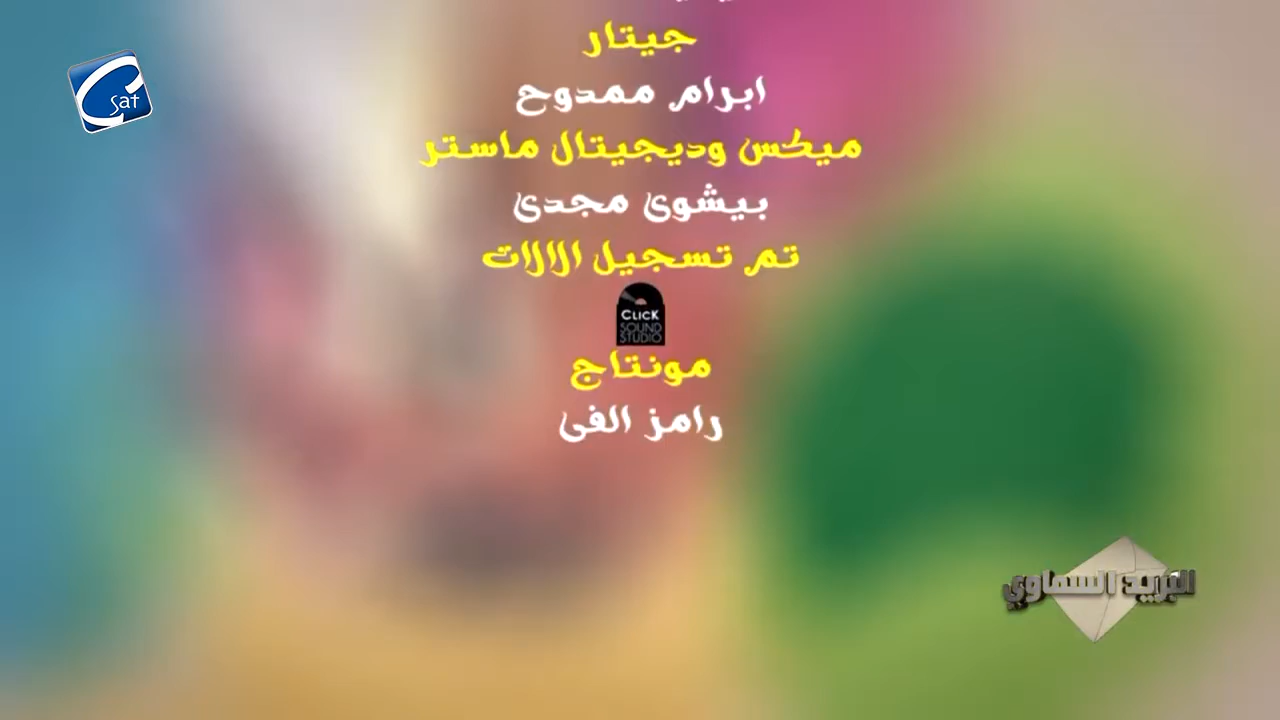 جيتار
ابرام ممدوح
ميكس وديجيتال ماستر
بيشوى مجدى
تم تسجيل الالات
CLICK
SOUND
STUDIO
مونتاج
رامز الفى
C Sat
البريد السماوي